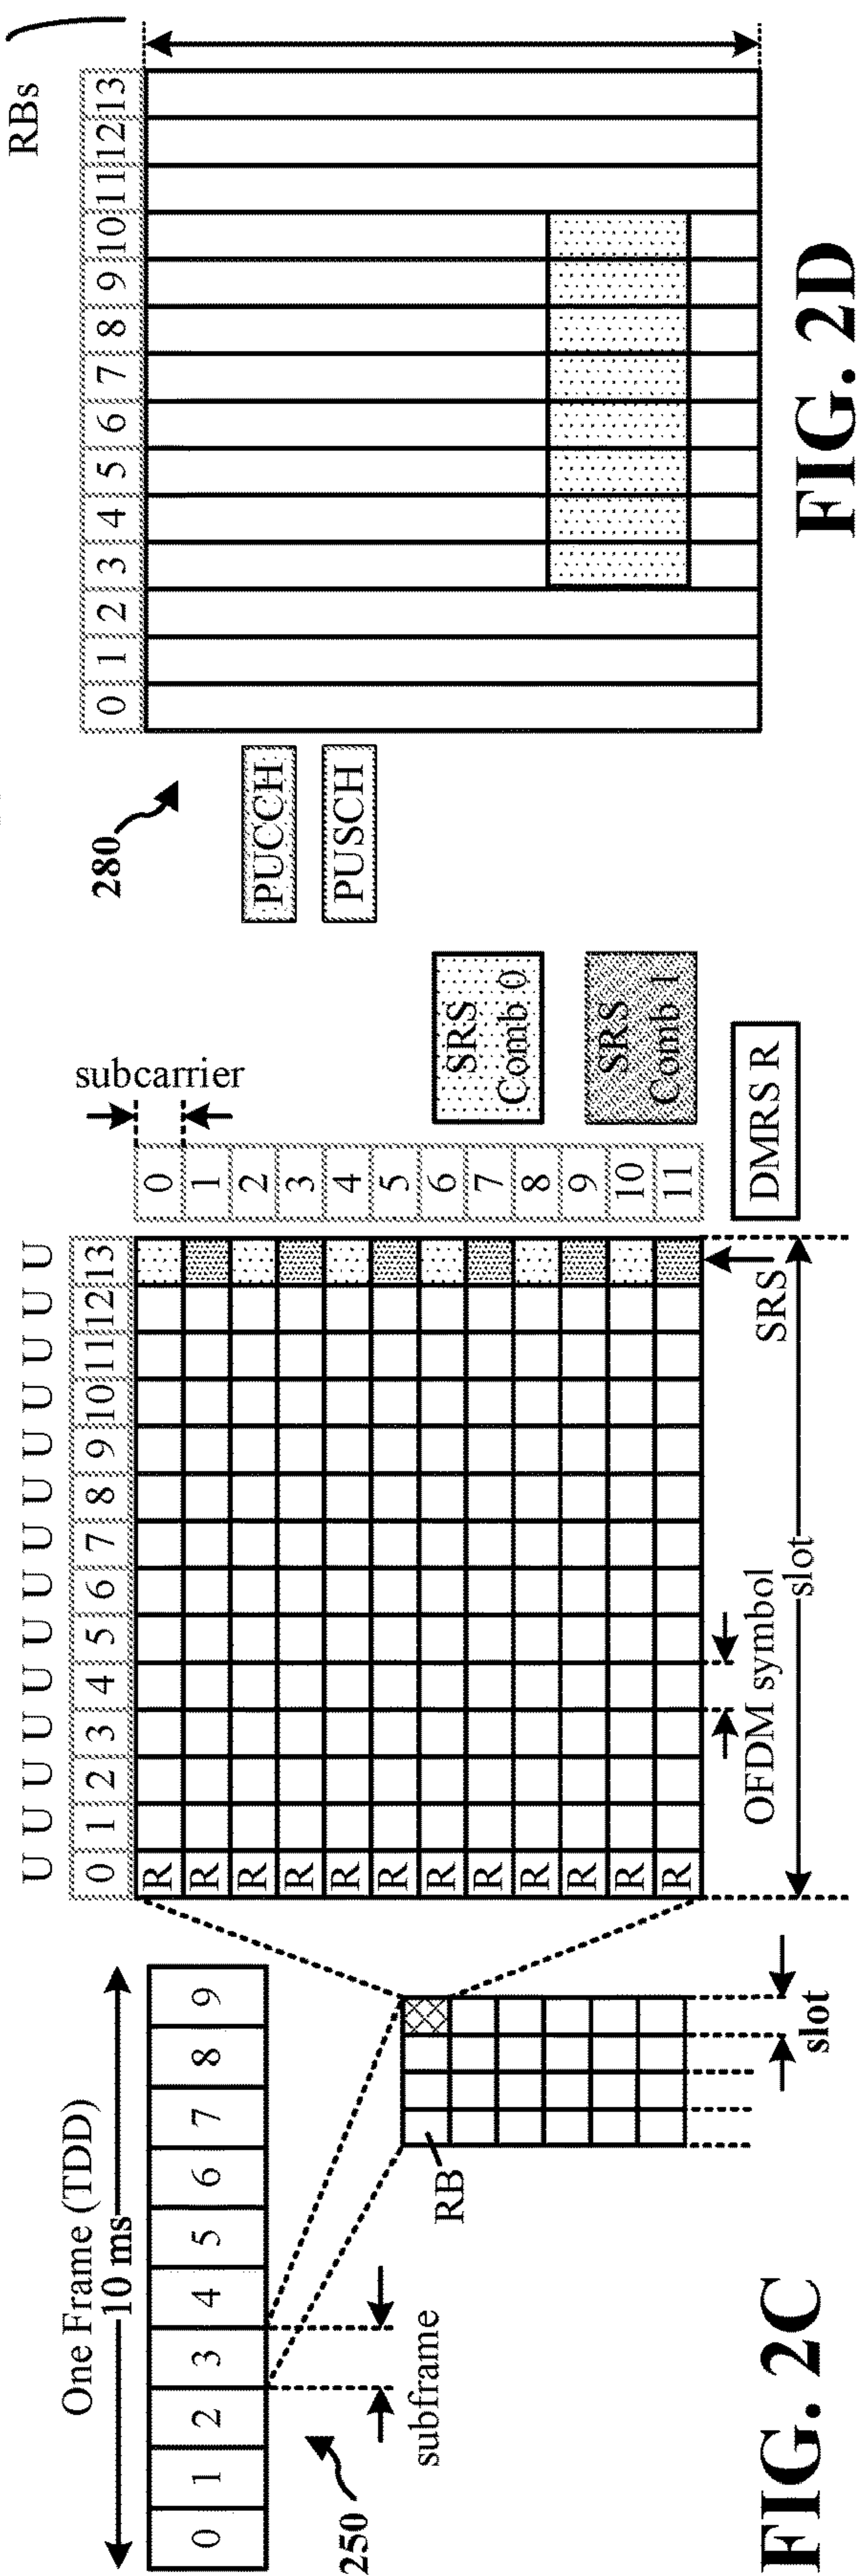 One Frame (TDD)
10 ms
0 1 2 3 4 5 6 7 8 9
250
subframe
RB
slot
FIG. 2C
U U U U U U U U U U U U U U
0 1 2 3 4 5 6 7 8 9 10 11 12 13
R
R
R
R
R
R
R
R
R
R
R
R
subcarrier
0
1
2
3
4
5
6
7
8
9
10
11
OFDM symbol
SRS
slot
SRS
Comb 0
SRS
Comb 1
DMRS R
280
PUCCH
PUSCH
RBs
0 1 2 3 4 5 6 7 8 9 10 11 12 13
FIG. 2D